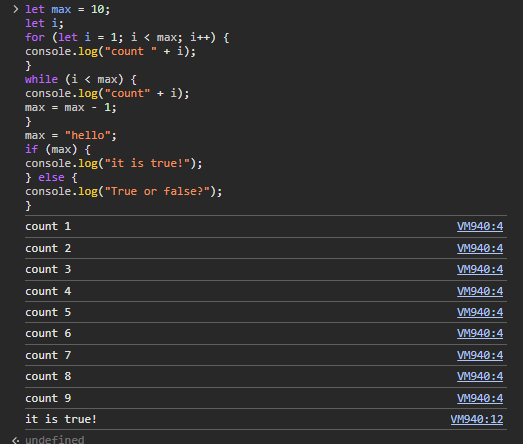 let max = 10;
let i;
for (let i = 1; i < max; i++) {
console.log("count " + i);
}
while (i < max) {
console.log("count" + i);
max = max - 1;
}
max = "hello";
if (max) {
console.log("it is true!");
} else {
console.log("True or false?");
}
count 1 VM940:4
count 2 VM940:4
count 3 VM940:4
count 4 VM940:4
count 5 VM940:4
count 6 VM940:4
count 7 VM940:4
count 8 VM940:4
count 9 VM940:4
it is true! VM940:12
undefined